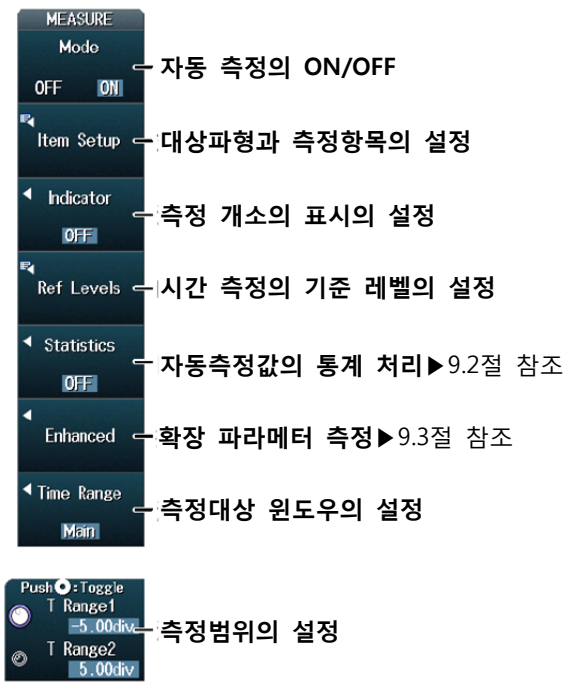 MEASURE
Mode
OFF ON
자동 측정의 ON/OFF
Item Setup
대상파형과 측정항목의 설정
Indicator
OFF
측정 개소의 표시의 설정
Ref Levels
시간 측정의 기준 레벨의 설정
Statistics
OFF
자동측정값의 통계 처리▶9.2절 참조
Enhanced
확장 파라메터 측정▶9.3절 참조
Time Range
Main
측정대상 윈도우의 설정
Push :Toggle
T Range1
-5.00div
측정범위의 설정
T Range2
5.00div